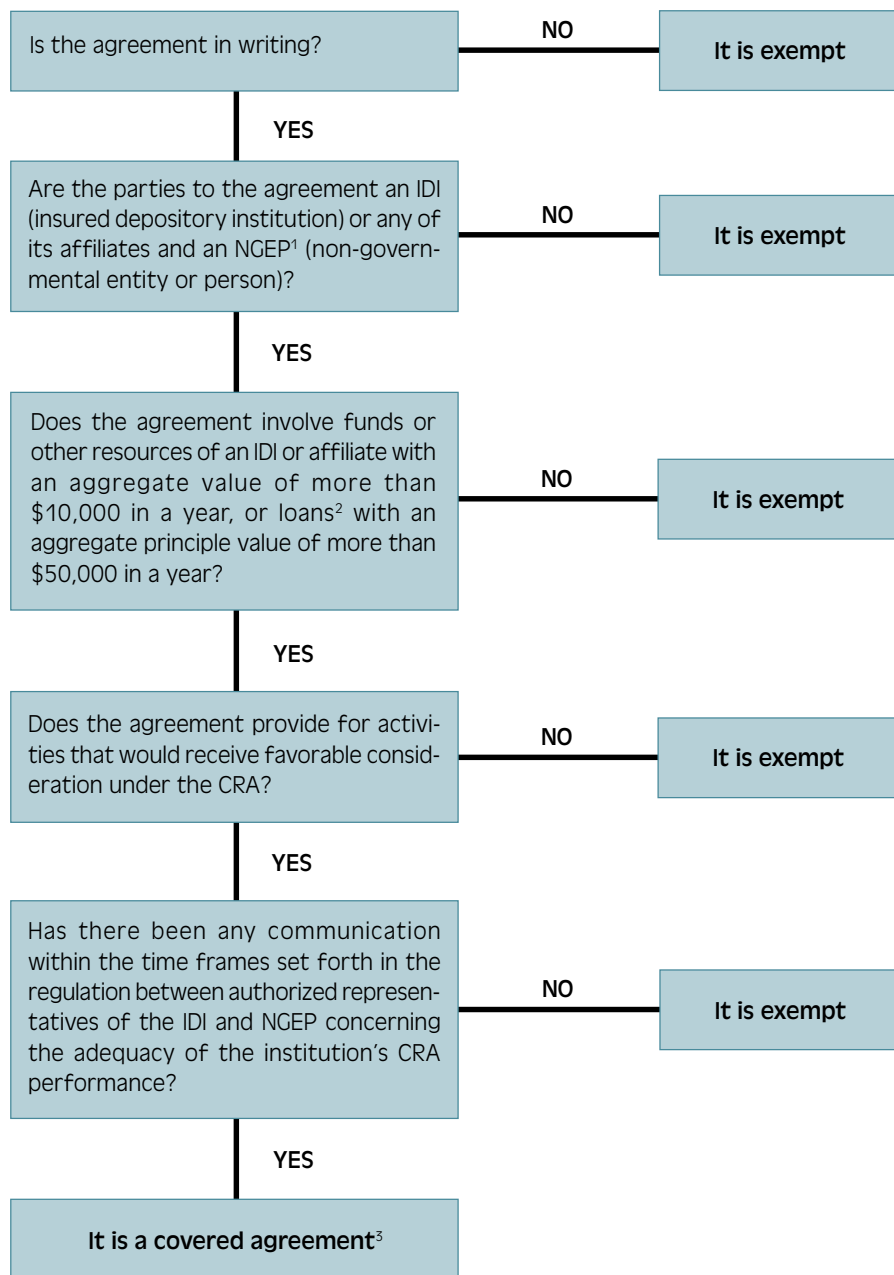 Is the agreement in writing?
NO
It is exempt
YES
Are the parties to the agreement an IDI
(insured depository institution) or any of
its affiliates and an NGEP¹ (non-govern-
mental entity or person)?
NO
It is exempt
YES
Does the agreement involve funds or
other resources of an IDI or affiliate with
an aggregate value of more than
$10,000 in a year, or loans² with an
aggregate principle value of more than
$50,000 in a year?
NO
It is exempt
YES
Does the agreement provide for activi-
ties that would receive favorable consid-
eration under the CRA?
NO
It is exempt
YES
Has there been any communication
within the time frames set forth in the
regulation between authorized represen-
tatives of the IDI and NGEP concerning
the adequacy of the institution’s CRA
performance?
NO
It is exempt
YES
It is a covered agreement³